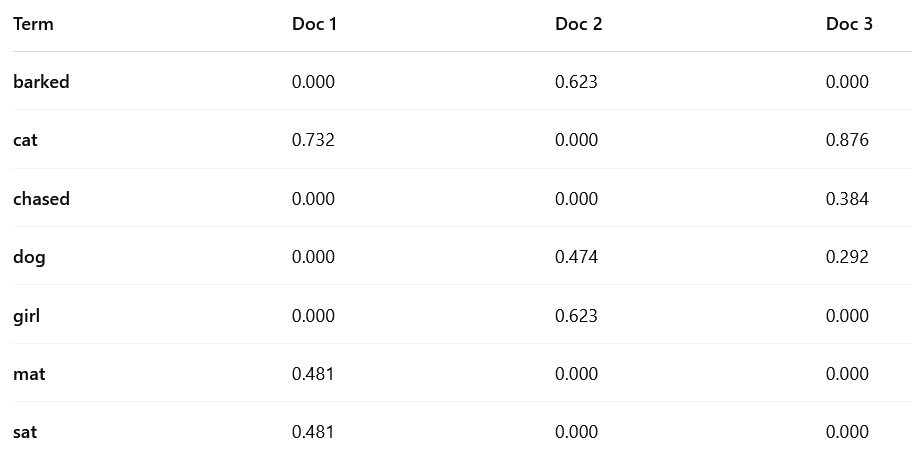 Term Doc 1 Doc 2 Doc 3
barked 0.000 0.623 0.000
cat 0.732 0.000 0.876
chased 0.000 0.000 0.384
dog 0.000 0.474 0.292
girl 0.000 0.623 0.000
mat 0.481 0.000 0.000
sat 0.481 0.000 0.000